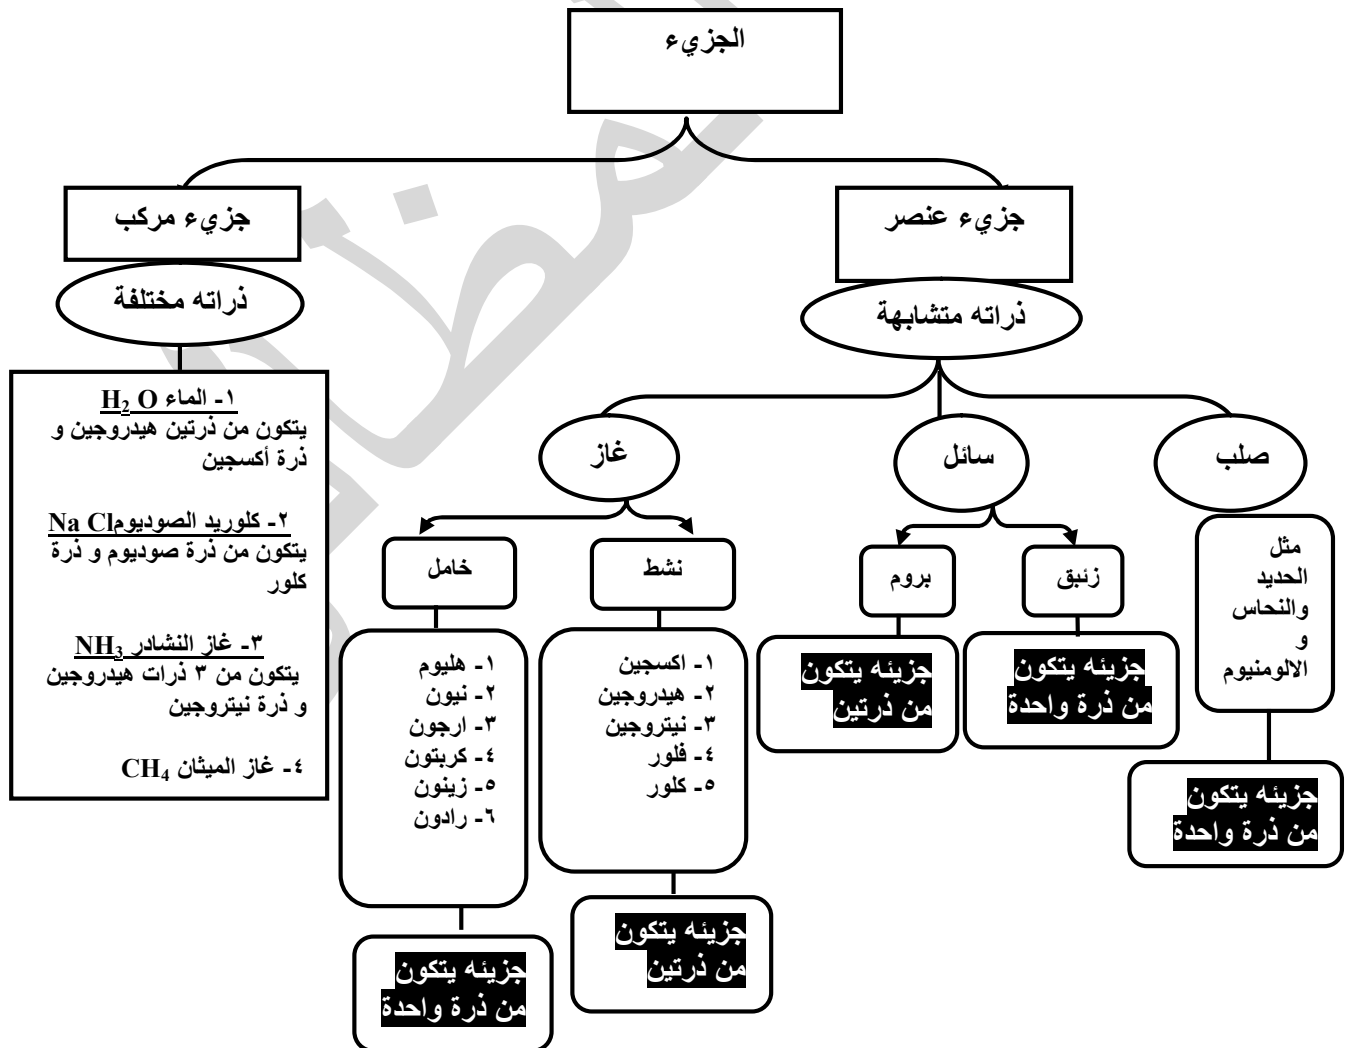 الجزيء
جزيء عنصر
جزيء مركب
ذراته متشابهة
ذراته مختلفة
صلب
سائل
غاز
مثل
الحديد
والنحاس
و
الالومنيوم
جزيئه يتكون
من ذرة واحدة
زئبق
جزيئه يتكون
من ذرة واحدة
بروم
جزيئه يتكون
من ذرتين
نشط
١- اكسجين
٢- هيدروجين
٣- نيتروجين
٤- فلور
٥- كلور
جزيئه يتكون
من ذرتين
خامل
١- هليوم
٢- نيون
٣- ارجون
٤- كربتون
٥- زينون
٦- رادون
جزيئه يتكون
من ذرة واحدة
١- الماء H₂ O
يتكون من ذرتين هيدروجين و
ذرة أكسجين
٢- كلوريد الصوديوم Na Cl
يتكون من ذرة صوديوم و ذرة
كلور
٣- غاز النشادر NH₃
يتكون من ٣ ذرات هيدروجين
و ذرة نيتروجين
٤- غاز الميثان CH₄